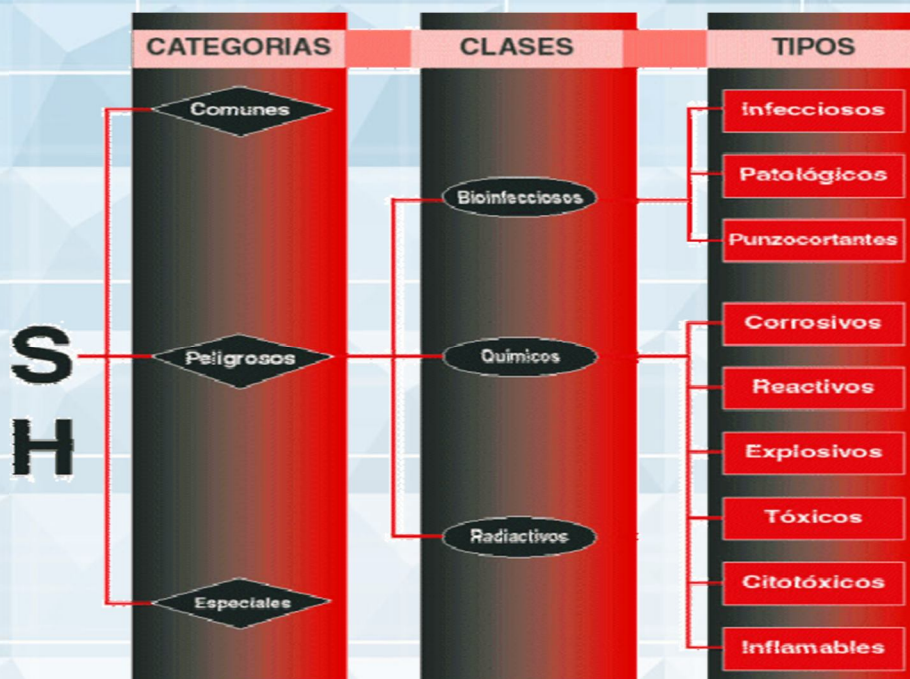 CATEGORIAS
CLASES
TIPOS
Comunes
Infecciosos
Patológicos
Bioinfecciosos
Punzocortantes
Corrosivos
S
Peligrosos
Químicos
Reactivos
H
Explosivos
Tóxicos
Radiactivos
Citotóxicos
Especiales
Inflamables